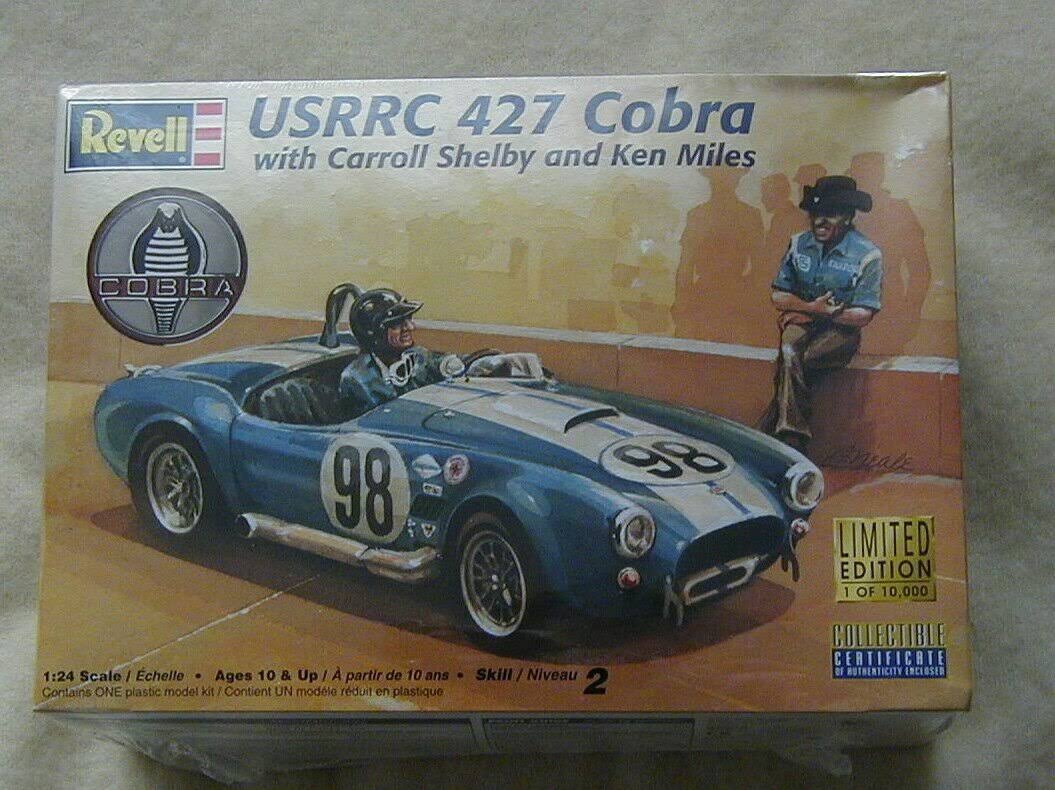 Revell
USRRC 427 Cobra
with Carroll Shelby and Ken Miles
COBRA
98
98
LIMITED
EDITION
1 OF 10,000
COLLECTIBLE
CERTIFICATE
OF AUTHENTICITY ENCLOSED
1:24 Scale / Échelle • Ages 10 & Up / À partir de 10 ans • Skill / Niveau 2
Contains ONE plastic model kit / Contient UN modèle réduit en plastique